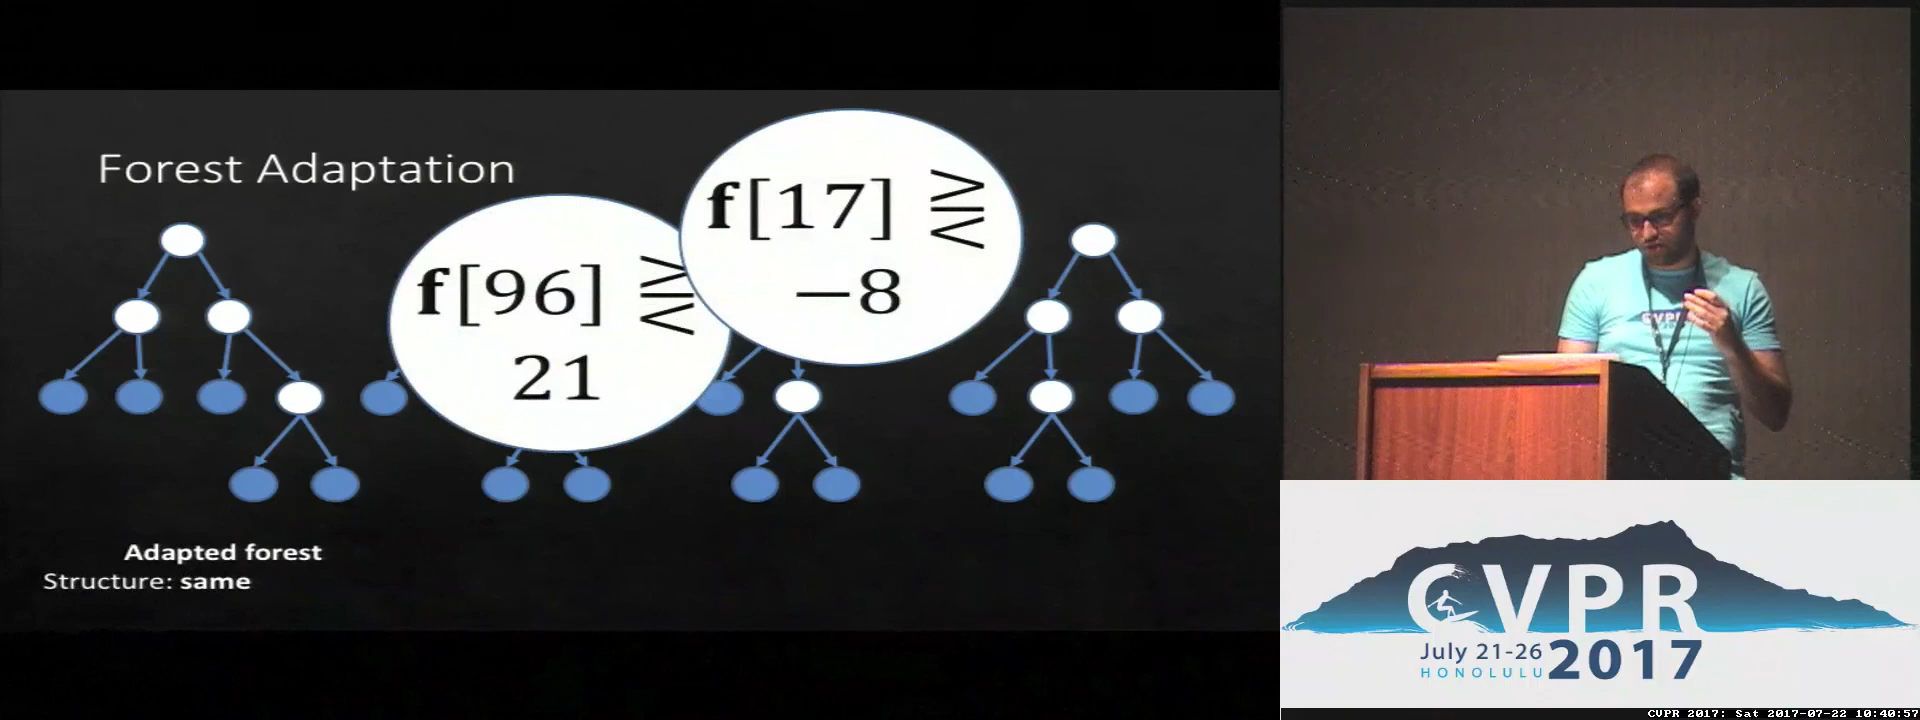 Forest Adaptation
f[17] ⋛
−8
f[96] ⋛
21
Adapted forest
Structure: same
CVPR
CVPR
July 21-26
HONOLULU
2017
CVPR 2017: Sat 2017-07-22 10:40:57